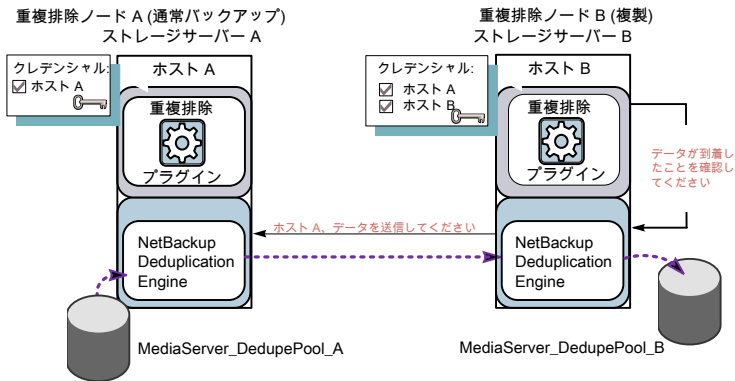 重複排除ノード A (通常バックアップ)
ストレージサーバー A
クレデンシャル:
ホスト A
ホスト A
重複排除
プラグイン
NetBackup
Deduplication
Engine
MediaServer_DedupePool_A
重複排除ノード B (複製)
ストレージサーバー B
クレデンシャル:
ホスト A
ホスト B
ホスト B
重複排除
プラグイン
データが到着し
たことを確認し
てください
ホスト A、データを送信してください
NetBackup
Deduplication
Engine
MediaServer_DedupePool_B